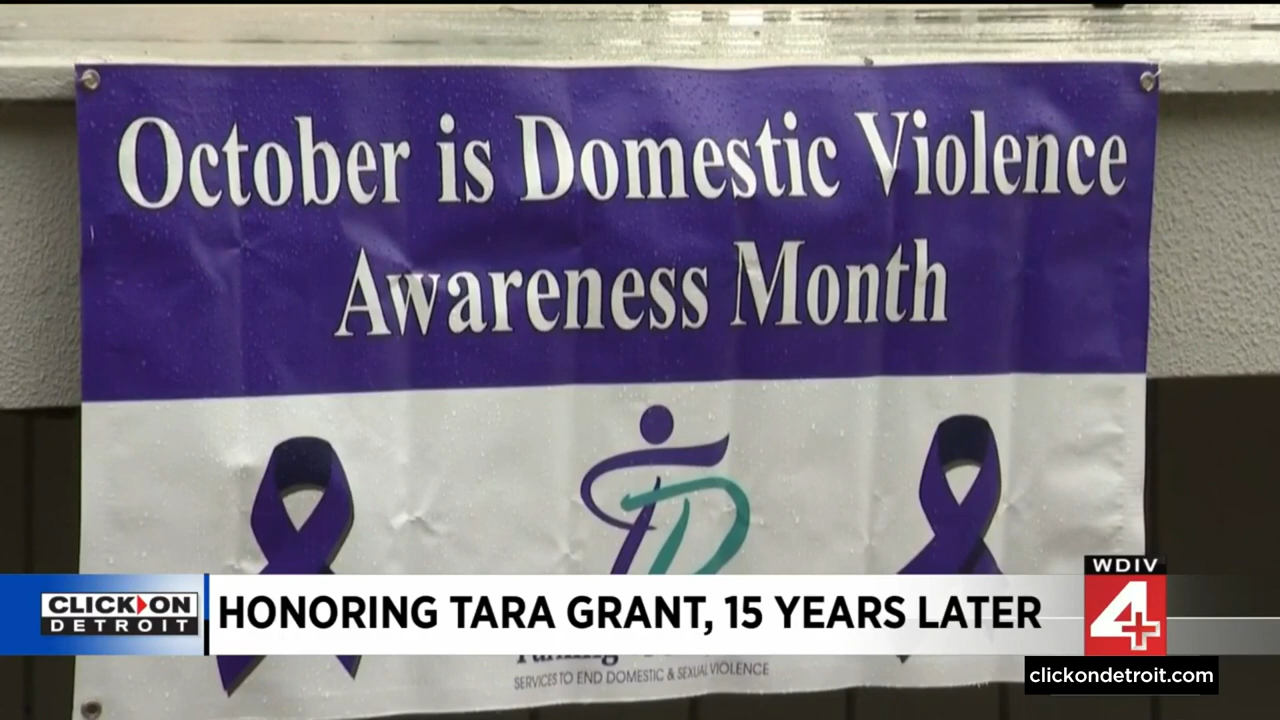 October is Domestic Violence
Awareness Month
WDIV
4
CLICK ON
DETROIT
HONORING TARA GRANT, 15 YEARS LATER
SERVICES TO END DOMESTIC & SEXUAL VIOLENCE
clickondetroit.com